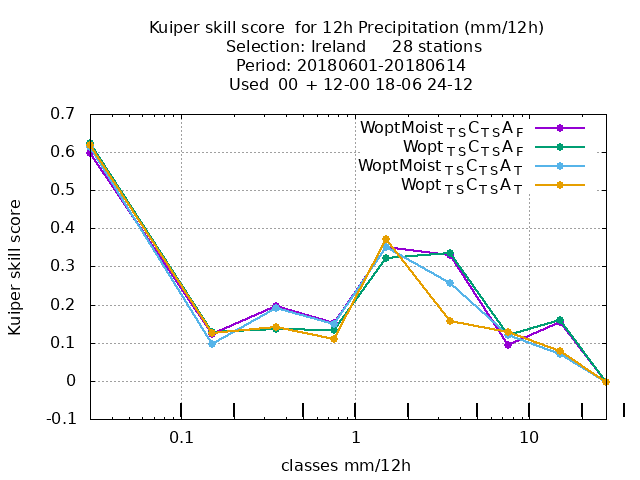 Kuiper skill score  for 12h Precipitation (mm/12h)
Selection: Ireland     28 stations
Period: 20180601-20180614
Used  00 + 12-00 18-06 24-12
WoptMoist TS C TS A F
Wopt TS C TS A F
WoptMoist TS C TS A T
Wopt TS C TS A T
0.7
0.6
0.5
0.4
0.3
0.2
0.1
0
-0.1
Kuiper skill score
0.1 1 10
classes mm/12h